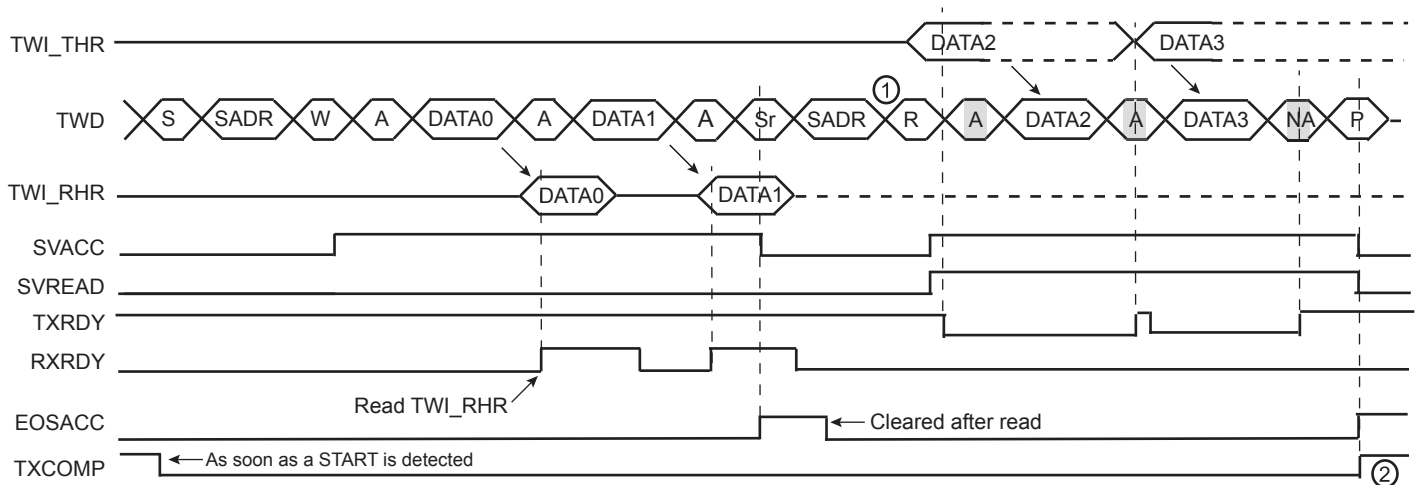 TWI_THR DATA2 DATA3
①
TWD S SADR W A DATA0 A DATA1 A Sr SADR R A DATA2 A DATA3 NA P
TWI_RHR DATA0 DATA1
SVACC
SVREAD
TXRDY
RXRDY
Read TWI_RHR
EOSACC Cleared after read
As soon as a START is detected
TXCOMP ②